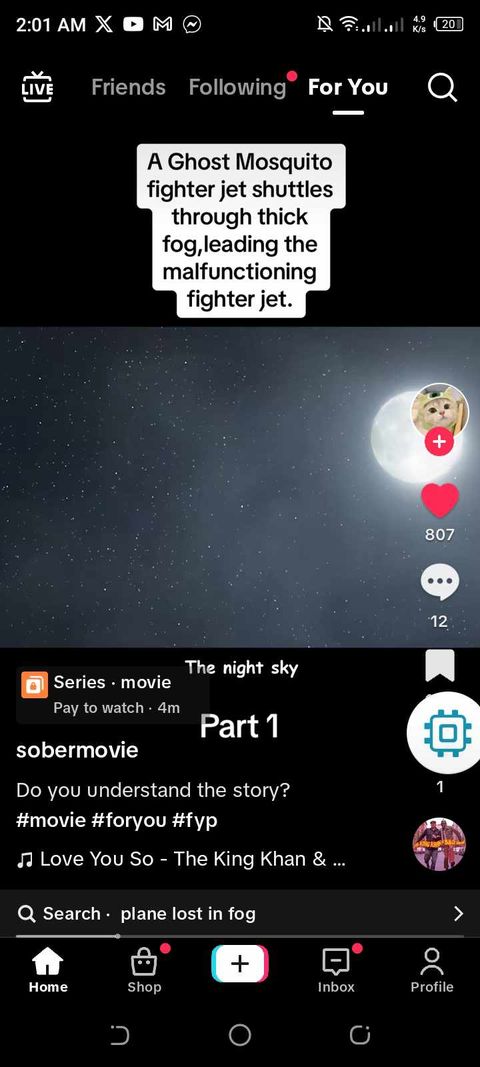 2:01 AM
4.9
K/s
20
LIVE
Friends
Following
For You
A Ghost Mosquito
fighter jet shuttles
through thick
fog,leading the
malfunctioning
fighter jet.
807
12
The night sky
Series · movie
Pay to watch · 4m
Part 1
sobermovie
1
Do you understand the story?
#movie #foryou #fyp
Love You So - The King Khan & ...
Search · plane lost in fog
Home
Shop
Inbox
Profile